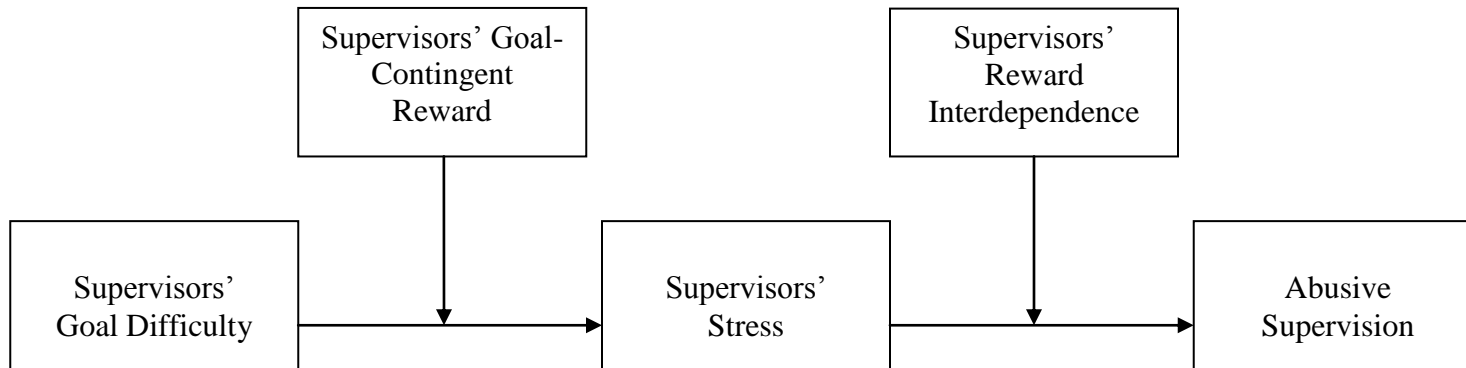 Supervisors’ Goal-
Contingent
Reward
Supervisors’
Reward
Interdependence
Supervisors’
Goal Difficulty
Supervisors’
Stress
Abusive
Supervision